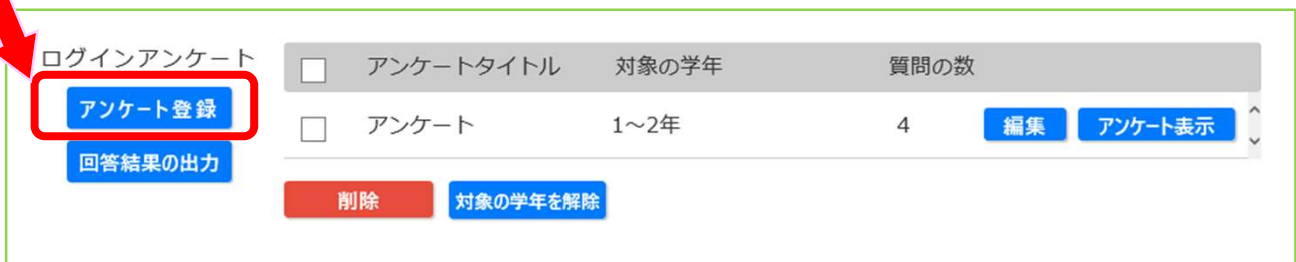 ログインアンケート
アンケート登録
回答結果の出力
アンケートタイトル 対象の学年 質問の数
アンケート 1～2年 4 編集 アンケート表示
削除 対象の学年を解除